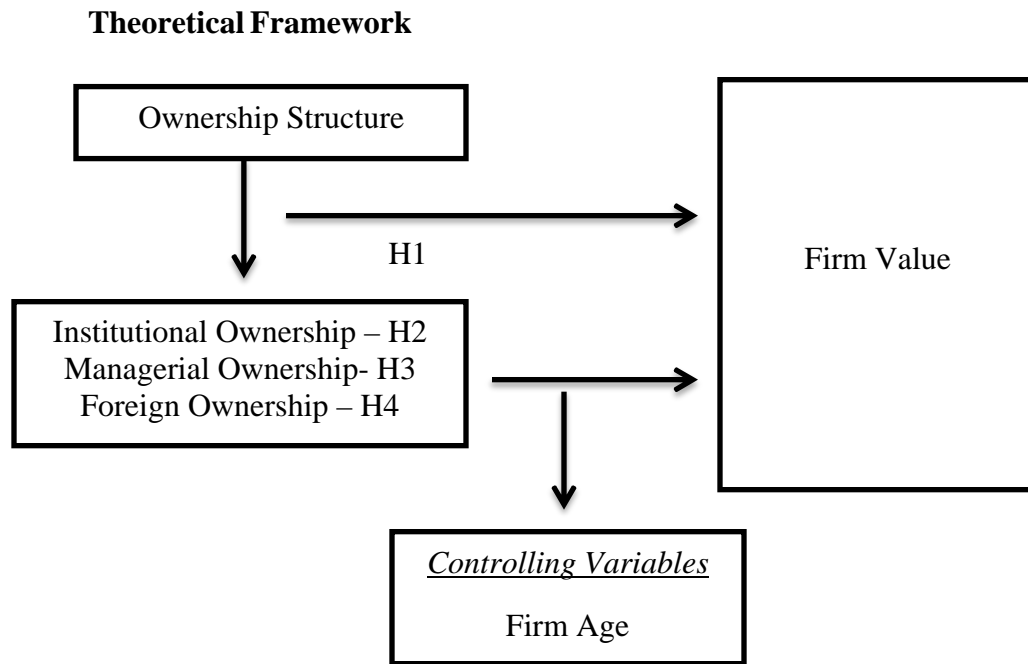 Theoretical Framework
Ownership Structure
H1
Firm Value
Institutional Ownership – H2
Managerial Ownership- H3
Foreign Ownership – H4
Controlling Variables
Firm Age